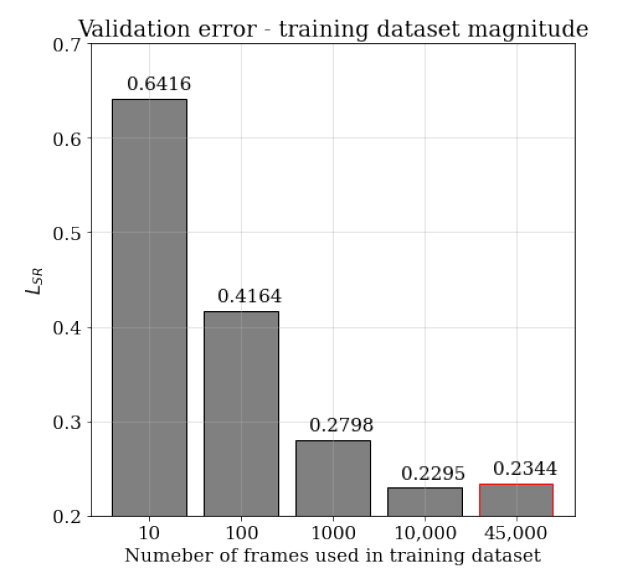 Validation error - training dataset magnitude
0.7
0.6416
0.6
0.5
0.4164
0.4
0.3
0.2798
0.2295
0.2344
0.2
L_SR
10 100 1000 10,000 45,000
Numeber of frames used in training dataset